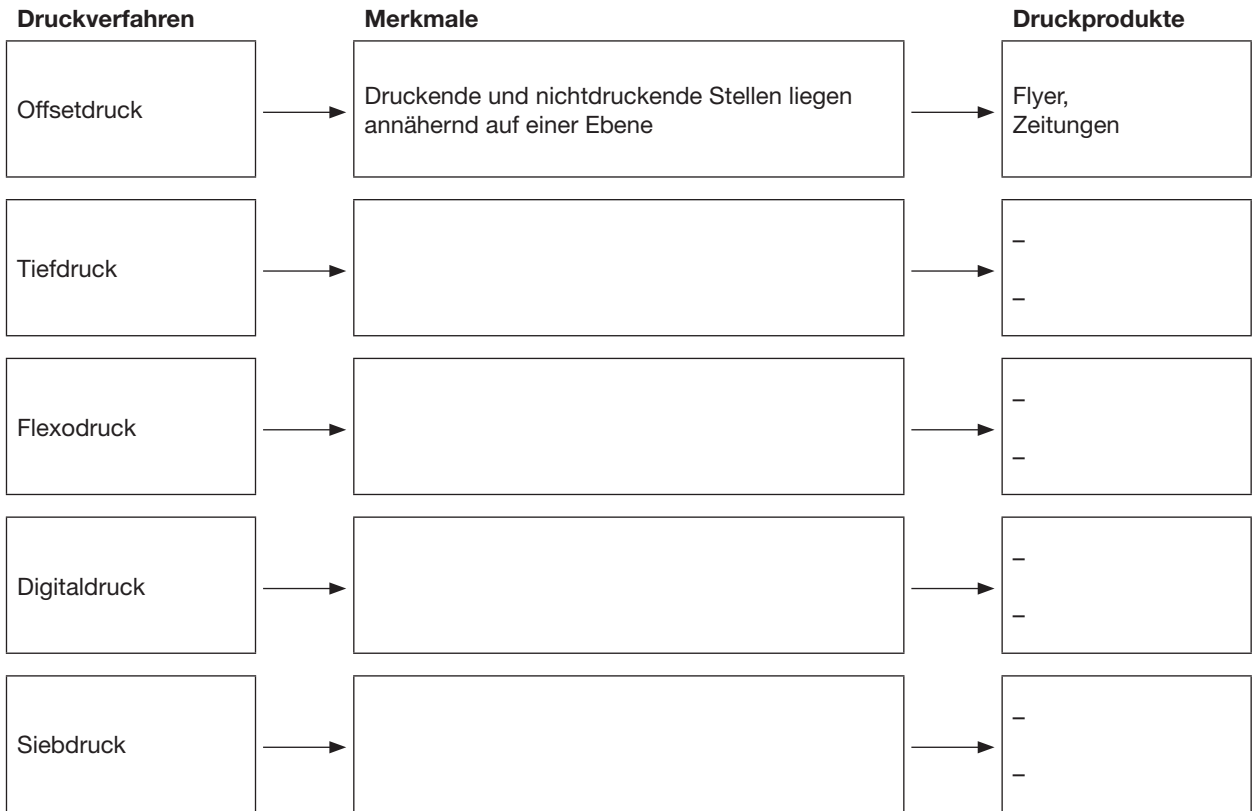 Druckverfahren
Merkmale
Druckprodukte
Offsetdruck
Druckende und nichtdruckende Stellen liegen
annähernd auf einer Ebene
Flyer,
Zeitungen
Tiefdruck
–
–
Flexodruck
–
–
Digitaldruck
–
–
Siebdruck
–
–